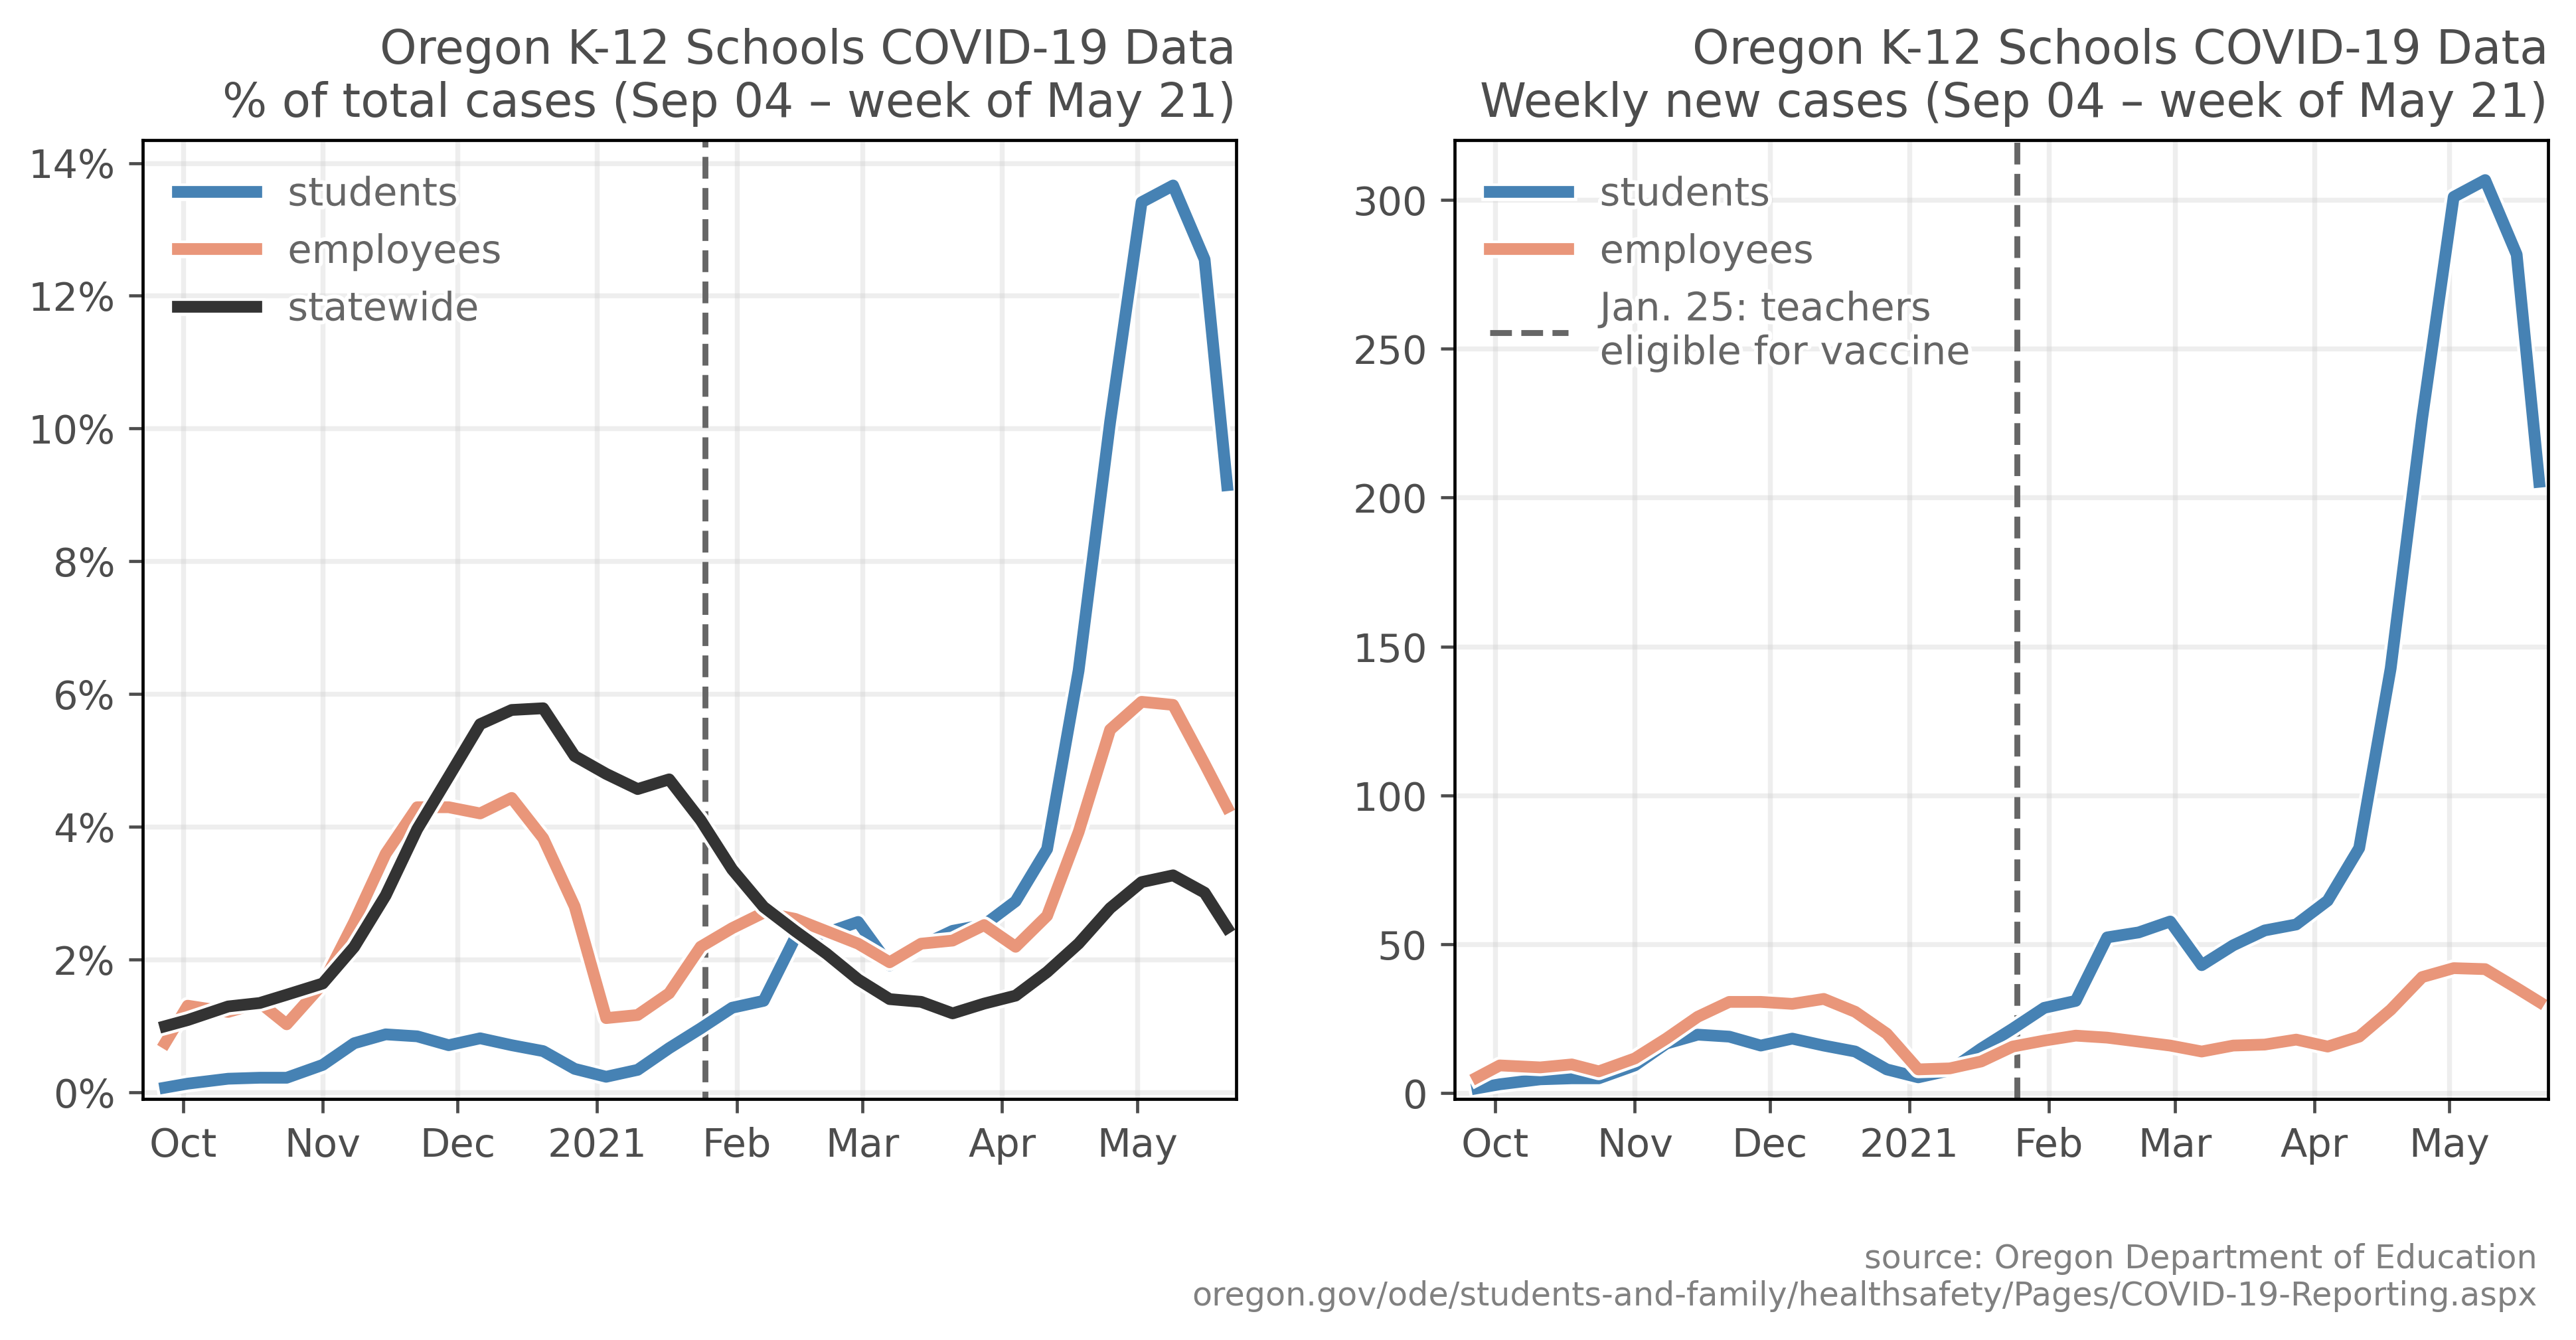 Oregon K-12 Schools COVID-19 Data
% of total cases (Sep 04 – week of May 21)
14%
12%
10%
8%
6%
4%
2%
0%
students
employees
statewide
Oct Nov Dec 2021 Feb Mar Apr May
Oregon K-12 Schools COVID-19 Data
Weekly new cases (Sep 04 – week of May 21)
300
250
200
150
100
50
0
students
employees
Jan. 25: teachers
eligible for vaccine
Oct Nov Dec 2021 Feb Mar Apr May
source: Oregon Department of Education
oregon.gov/ode/students-and-family/healthsafety/Pages/COVID-19-Reporting.aspx